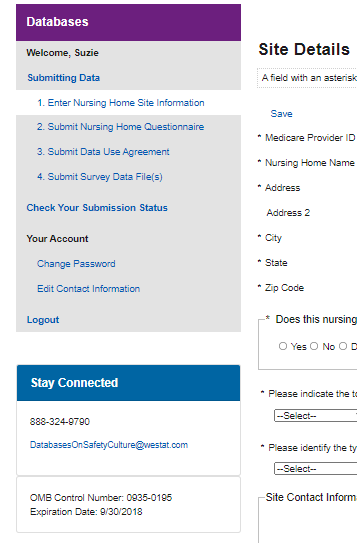 Databases
Welcome, Suzie
Submitting Data
1. Enter Nursing Home Site Information
2. Submit Nursing Home Questionnaire
3. Submit Data Use Agreement
4. Submit Survey Data File(s)
Check Your Submission Status
Your Account
Change Password
Edit Contact Information
Logout
Stay Connected
888-324-9790
DatabasesOnSafetyCulture@westat.com
OMB Control Number: 0935-0195
Expiration Date: 9/30/2018
Site Details
A field with an asterisk
Save
* Medicare Provider ID
* Nursing Home Name
* Address
Address 2
* City
* State
* Zip Code
* Does this nursing
Yes No
* Please indicate the
--Select--
* Please identify the
--Select--
Site Contact